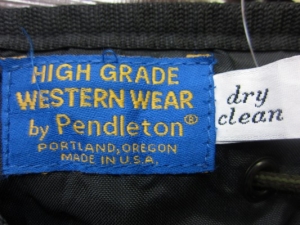 HIGH GRADE
WESTERN WEAR
by Pendleton®
PORTLAND, OREGON
MADE IN U.S.A.
dry
clean